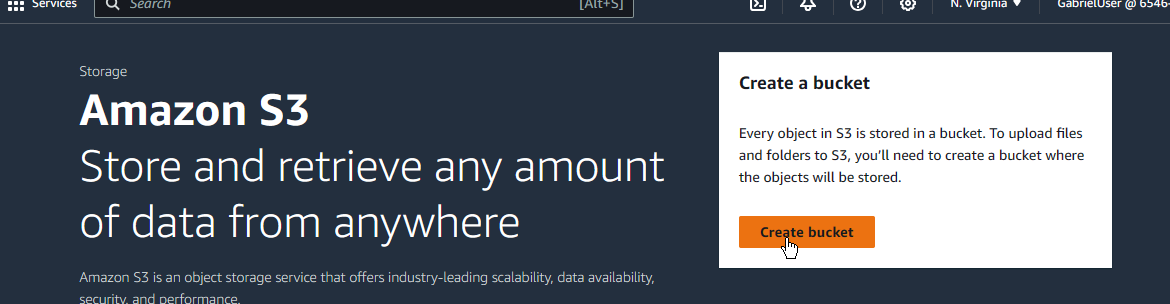 Services
Search
[Alt+S]
N. Virginia
GabrielUser @ 6546-
Storage
Amazon S3
Store and retrieve any amount
of data from anywhere
Amazon S3 is an object storage service that offers industry-leading scalability, data availability,
security, and performance.
Create a bucket
Every object in S3 is stored in a bucket. To upload files
and folders to S3, you'll need to create a bucket where
the objects will be stored.
Create bucket